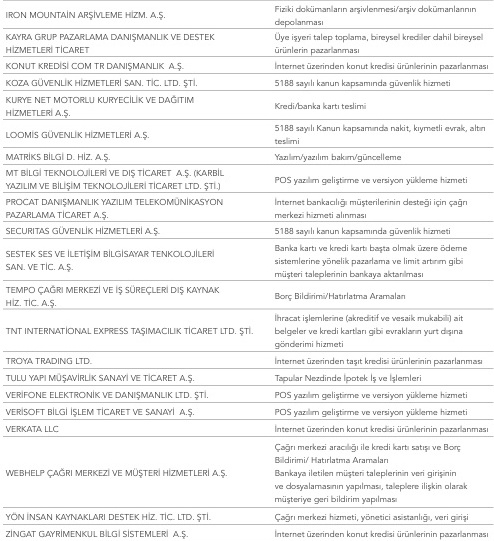 IRON MOUNTAIN ARŞİVLEME HİZM. A.Ş.
Fiziki dokümanların arşivlenmesi/arşiv dokümanlarının
depolanması
KAYRA GRUP PAZARLAMA DANIŞMANLIK VE DESTEK
HİZMETLERİ TİCARET
Üye işyeri talep toplama, bireysel krediler dahil bireysel
ürünlerin pazarlanması
KONUT KREDİSİ COM TR DANIŞMANLIK A.Ş.
İnternet üzerinden konut kredisi ürünlerinin pazarlanması
KOZA GÜVENLİK HİZMETLERİ SAN. TİC. LTD. ŞTİ.
5188 sayılı kanun kapsamında güvenlik hizmeti
KURYE NET MOTORLU KURYECİLİK VE DAĞITIM
HİZMETLERİ A.Ş.
Kredi/banka kartı teslimi
LOOMİS GÜVENLİK HİZMETLERİ A.Ş.
5188 sayılı Kanun kapsamında nakit, kıymetli evrak, altın
teslimi
MATRİKS BİLGİ D. HİZ. A.Ş.
Yazılım/yazılım bakım/güncelleme
MT BİLGİ TEKNOLOJİLERİ VE DIŞ TİCARET A.Ş. (KARBİL
YAZILIM VE BİLİŞİM TEKNOLOJİLERİ TİCARET LTD. ŞTİ.)
POS yazılım geliştirme ve versiyon yükleme hizmeti
PROCAT DANIŞMANLIK YAZILIM TELEKOMÜNİKASYON
PAZARLAMA TİCARET A.Ş.
İnternet bankacılığı müşterilerinin desteği için çağrı
merkezi hizmeti alınması
SECURITAS GÜVENLİK HİZMETLERİ A.Ş.
5188 sayılı kanun kapsamında güvenlik hizmeti
SESTEK SES VE İLETİŞİM BİLGİSAYAR TENKOLOJİLERİ
SAN. VE TİC. A.Ş.
Banka kartı ve kredi kartı başta olmak üzere ödeme
sistemlerine yönelik pazarlama ve limit artırım gibi
müşteri taleplerinin bankaya aktarılması
TEMPO ÇAĞRI MERKEZİ VE İŞ SÜREÇLERİ DIŞ KAYNAK
HİZ. TİC. A.Ş.
Borç Bildirimi/Hatırlatma Aramaları
TNT INTERNATİONAL EXPRESS TAŞIMACILIK TİCARET LTD. ŞTİ.
İhracat işlemlerine (akreditif ve vesaik mukabili) ait
belgeler ve kredi kartları gibi evrakların yurt dışına
gönderimi hizmeti
TROYA TRADING LTD.
İnternet üzerinden taşıt kredisi ürünlerinin pazarlanması
TULU YAPI MÜŞAVİRLİK SANAYİ VE TİCARET A.Ş.
Tapular Nezdinde İpotek İş ve İşlemleri
VERİFONE ELEKTRONİK VE DANIŞMANLIK LTD. ŞTİ.
POS yazılım geliştirme ve versiyon yükleme hizmeti
VERİSOFT BİLGİ İŞLEM TİCARET VE SANAYİ A.Ş.
POS yazılım geliştirme ve versiyon yükleme hizmeti
VERKATA LLC
İnternet üzerinden konut kredisi ürünlerinin pazarlanması
WEBHELP ÇAĞRI MERKEZİ VE MÜŞTERİ HİZMETLERİ A.Ş.
Çağrı merkezi aracılığı ile kredi kartı satışı ve Borç
Bildirimi/ Hatırlatma Aramaları
Bankaya iletilen müşteri taleplerinin veri girişinin
ve dosyalamasının yapılması, taleplere ilişkin olarak
müşteriye geri bildirim yapılması
YÖN İNSAN KAYNAKLARI DESTEK HİZ. TİC. LTD. ŞTİ.
Çağrı merkezi hizmeti, yönetici asistanlığı, veri girişi
ZİNGAT GAYRİMENKUL BİLGİ SİSTEMLERİ A.Ş.
İnternet üzerinden konut kredisi ürünlerinin pazarlanması